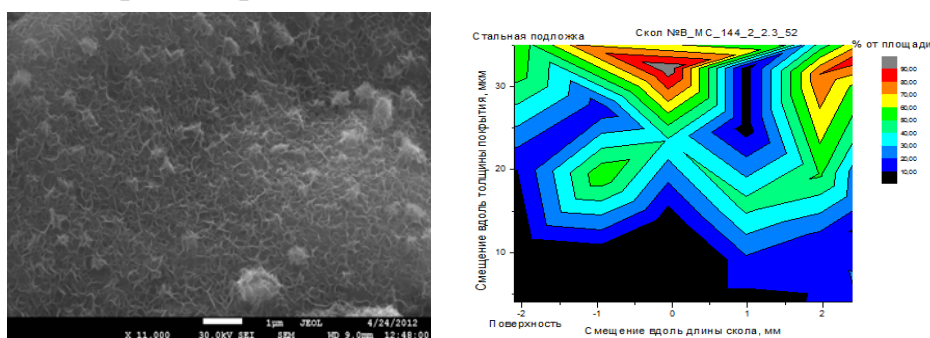 X 11.000 30.0kV SEI SEM WD 9.0mm 12:48:00
1µm JEOL 4/24/2012
Стальная подложка
Скол №B_MC_144_2_2.3_52
% от площади
90,00
80,00
70,00
60,00
50,00
40,00
30,00
20,00
10,00
Смещение вдоль толщины покрытия, мкм
30
20
10
-2 -1 0 1 2
Поверхность
Смещение вдоль длины скола, мм